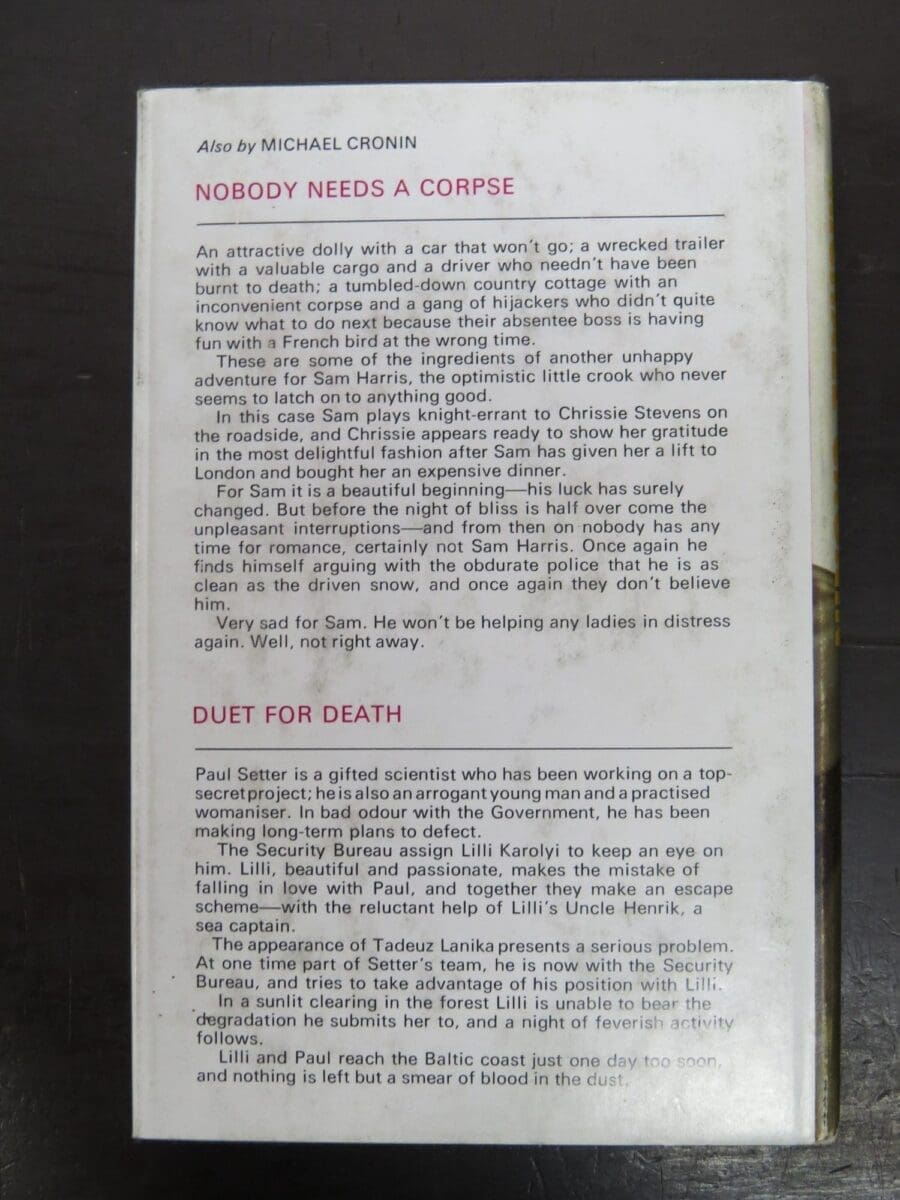 Also by MICHAEL CRONIN
NOBODY NEEDS A CORPSE
An attractive dolly with a car that won't go; a wrecked trailer
with a valuable cargo and a driver who needn't have been
burnt to death; a tumbled-down country cottage with an
inconvenient corpse and a gang of hijackers who didn't quite
know what to do next because their absentee boss is having
fun with a French bird at the wrong time.
These are some of the ingredients of another unhappy
adventure for Sam Harris, the optimistic little crook who never
seems to latch on to anything good.
In this case Sam plays knight-errant to Chrissie Stevens on
the roadside, and Chrissie appears ready to show her gratitude
in the most delightful fashion after Sam has given her a lift to
London and bought her an expensive dinner.
For Sam it is a beautiful beginning—his luck has surely
changed. But before the night of bliss is half over come the
unpleasant interruptions—and from then on nobody has any
time for romance, certainly not Sam Harris. Once again he
finds himself arguing with the obdurate police that he is as
clean as the driven snow, and once again they don't believe
him.
Very sad for Sam. He won't be helping any ladies in distress
again. Well, not right away.
DUET FOR DEATH
Paul Setter is a gifted scientist who has been working on a top-
secret project; he is also an arrogant young man and a practised
womaniser. In bad odour with the Government, he has been
making long-term plans to defect.
The Security Bureau assign Lilli Karolyi to keep an eye on
him. Lilli, beautiful and passionate, makes the mistake of
falling in love with Paul, and together they make an escape
scheme—with the reluctant help of Lilli's Uncle Henrik, a
sea captain.
The appearance of Tadeuz Lanika presents a serious problem.
At one time part of Setter's team, he is now with the Security
Bureau, and tries to take advantage of his position with Lilli.
In a sunlit clearing in the forest Lilli is unable to bear the
degradation he submits her to, and a night of feverish activity
follows.
Lilli and Paul reach the Baltic coast just one day too soon,
and nothing is left but a smear of blood in the dust.